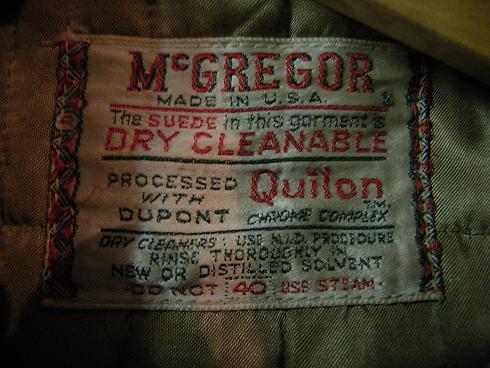 McGREGOR
MADE IN U.S.A. ®
The SUEDE in this garment is
DRY CLEANABLE
PROCESSED
WITH
DUPONT
Quilon
T.M.
CHROME COMPLEX
DRY CLEANERS: USE N.I.D. PROCEDURE
RINSE THOROUGHLY IN
NEW OR DISTILLED SOLVENT
-DO NOT 40 USE STEAM-